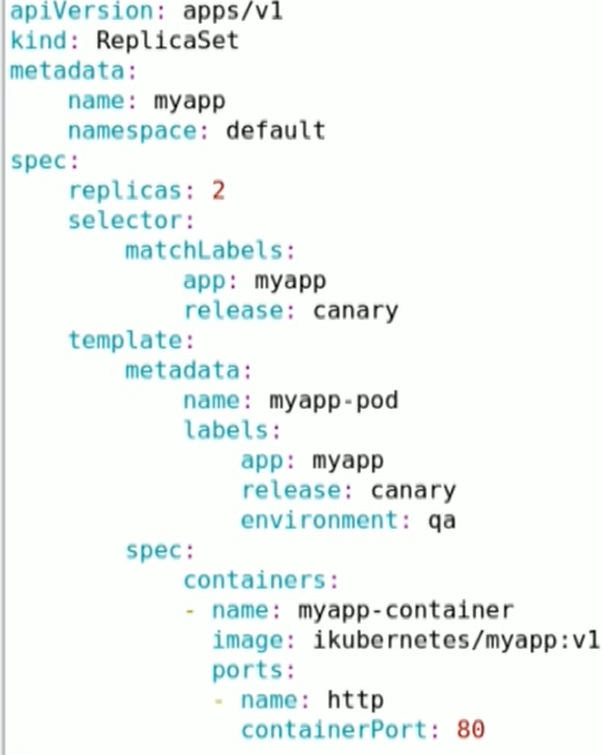 apiVersion: apps/v1
kind: ReplicaSet
metadata:
    name: myapp
    namespace: default
spec:
    replicas: 2
    selector:
        matchLabels:
            app: myapp
            release: canary
    template:
        metadata:
            name: myapp-pod
            labels:
                app: myapp
                release: canary
                environment: qa
        spec:
            containers:
            - name: myapp-container
              image: ikubernetes/myapp:v1
              ports:
              - name: http
                containerPort: 80